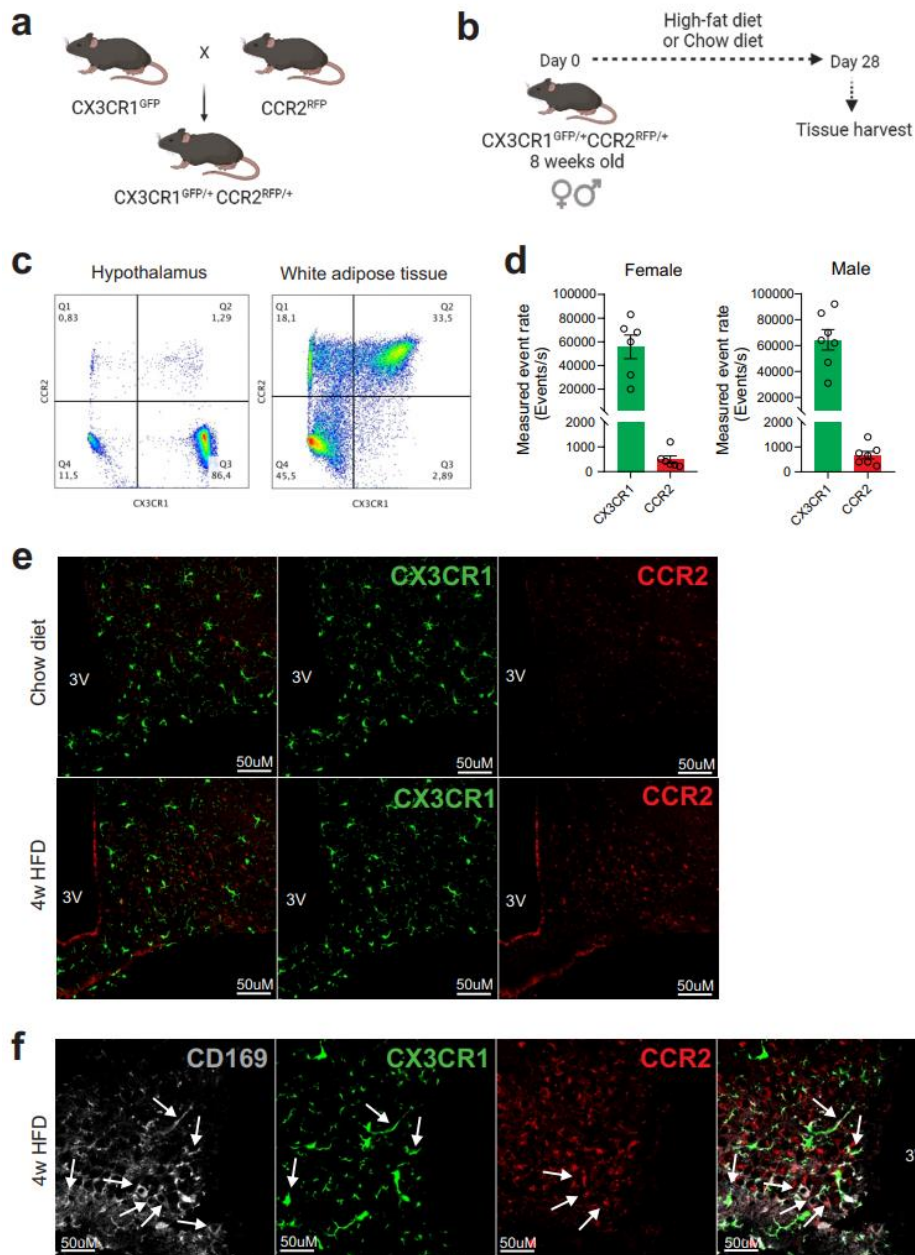 a
CX3CR1GFP
X
CCR2RFP
CX3CR1GFP/+CCR2RFP/+
b
High-fat diet
or Chow diet
Day 0
Day 28
CX3CR1GFP/+CCR2RFP/+
8 weeks old
♀♂
Tissue harvest
c
Hypothalamus
White adipose tissue
Q1
0,83
Q2
1,29
Q4
11,5
Q3
86,4
CCR2
CX3CR1
Q1
18,1
Q2
33,5
Q4
45,5
Q3
2,89
CCR2
CX3CR1
d
Female
Measured event rate
(Events/s)
100000
80000
60000
40000
20000
2000
1000
0
CX3CR1
CCR2
Male
Measured event rate
(Events/s)
100000
80000
60000
40000
20000
2000
1000
0
CX3CR1
CCR2
e
Chow diet
3V
50uM
CX3CR1
3V
50uM
CCR2
3V
50uM
4w HFD
3V
50uM
CX3CR1
3V
50uM
CCR2
3V
50uM
f
4w HFD
CD169
50uM
CX3CR1
50uM
CCR2
50uM
3
50uM